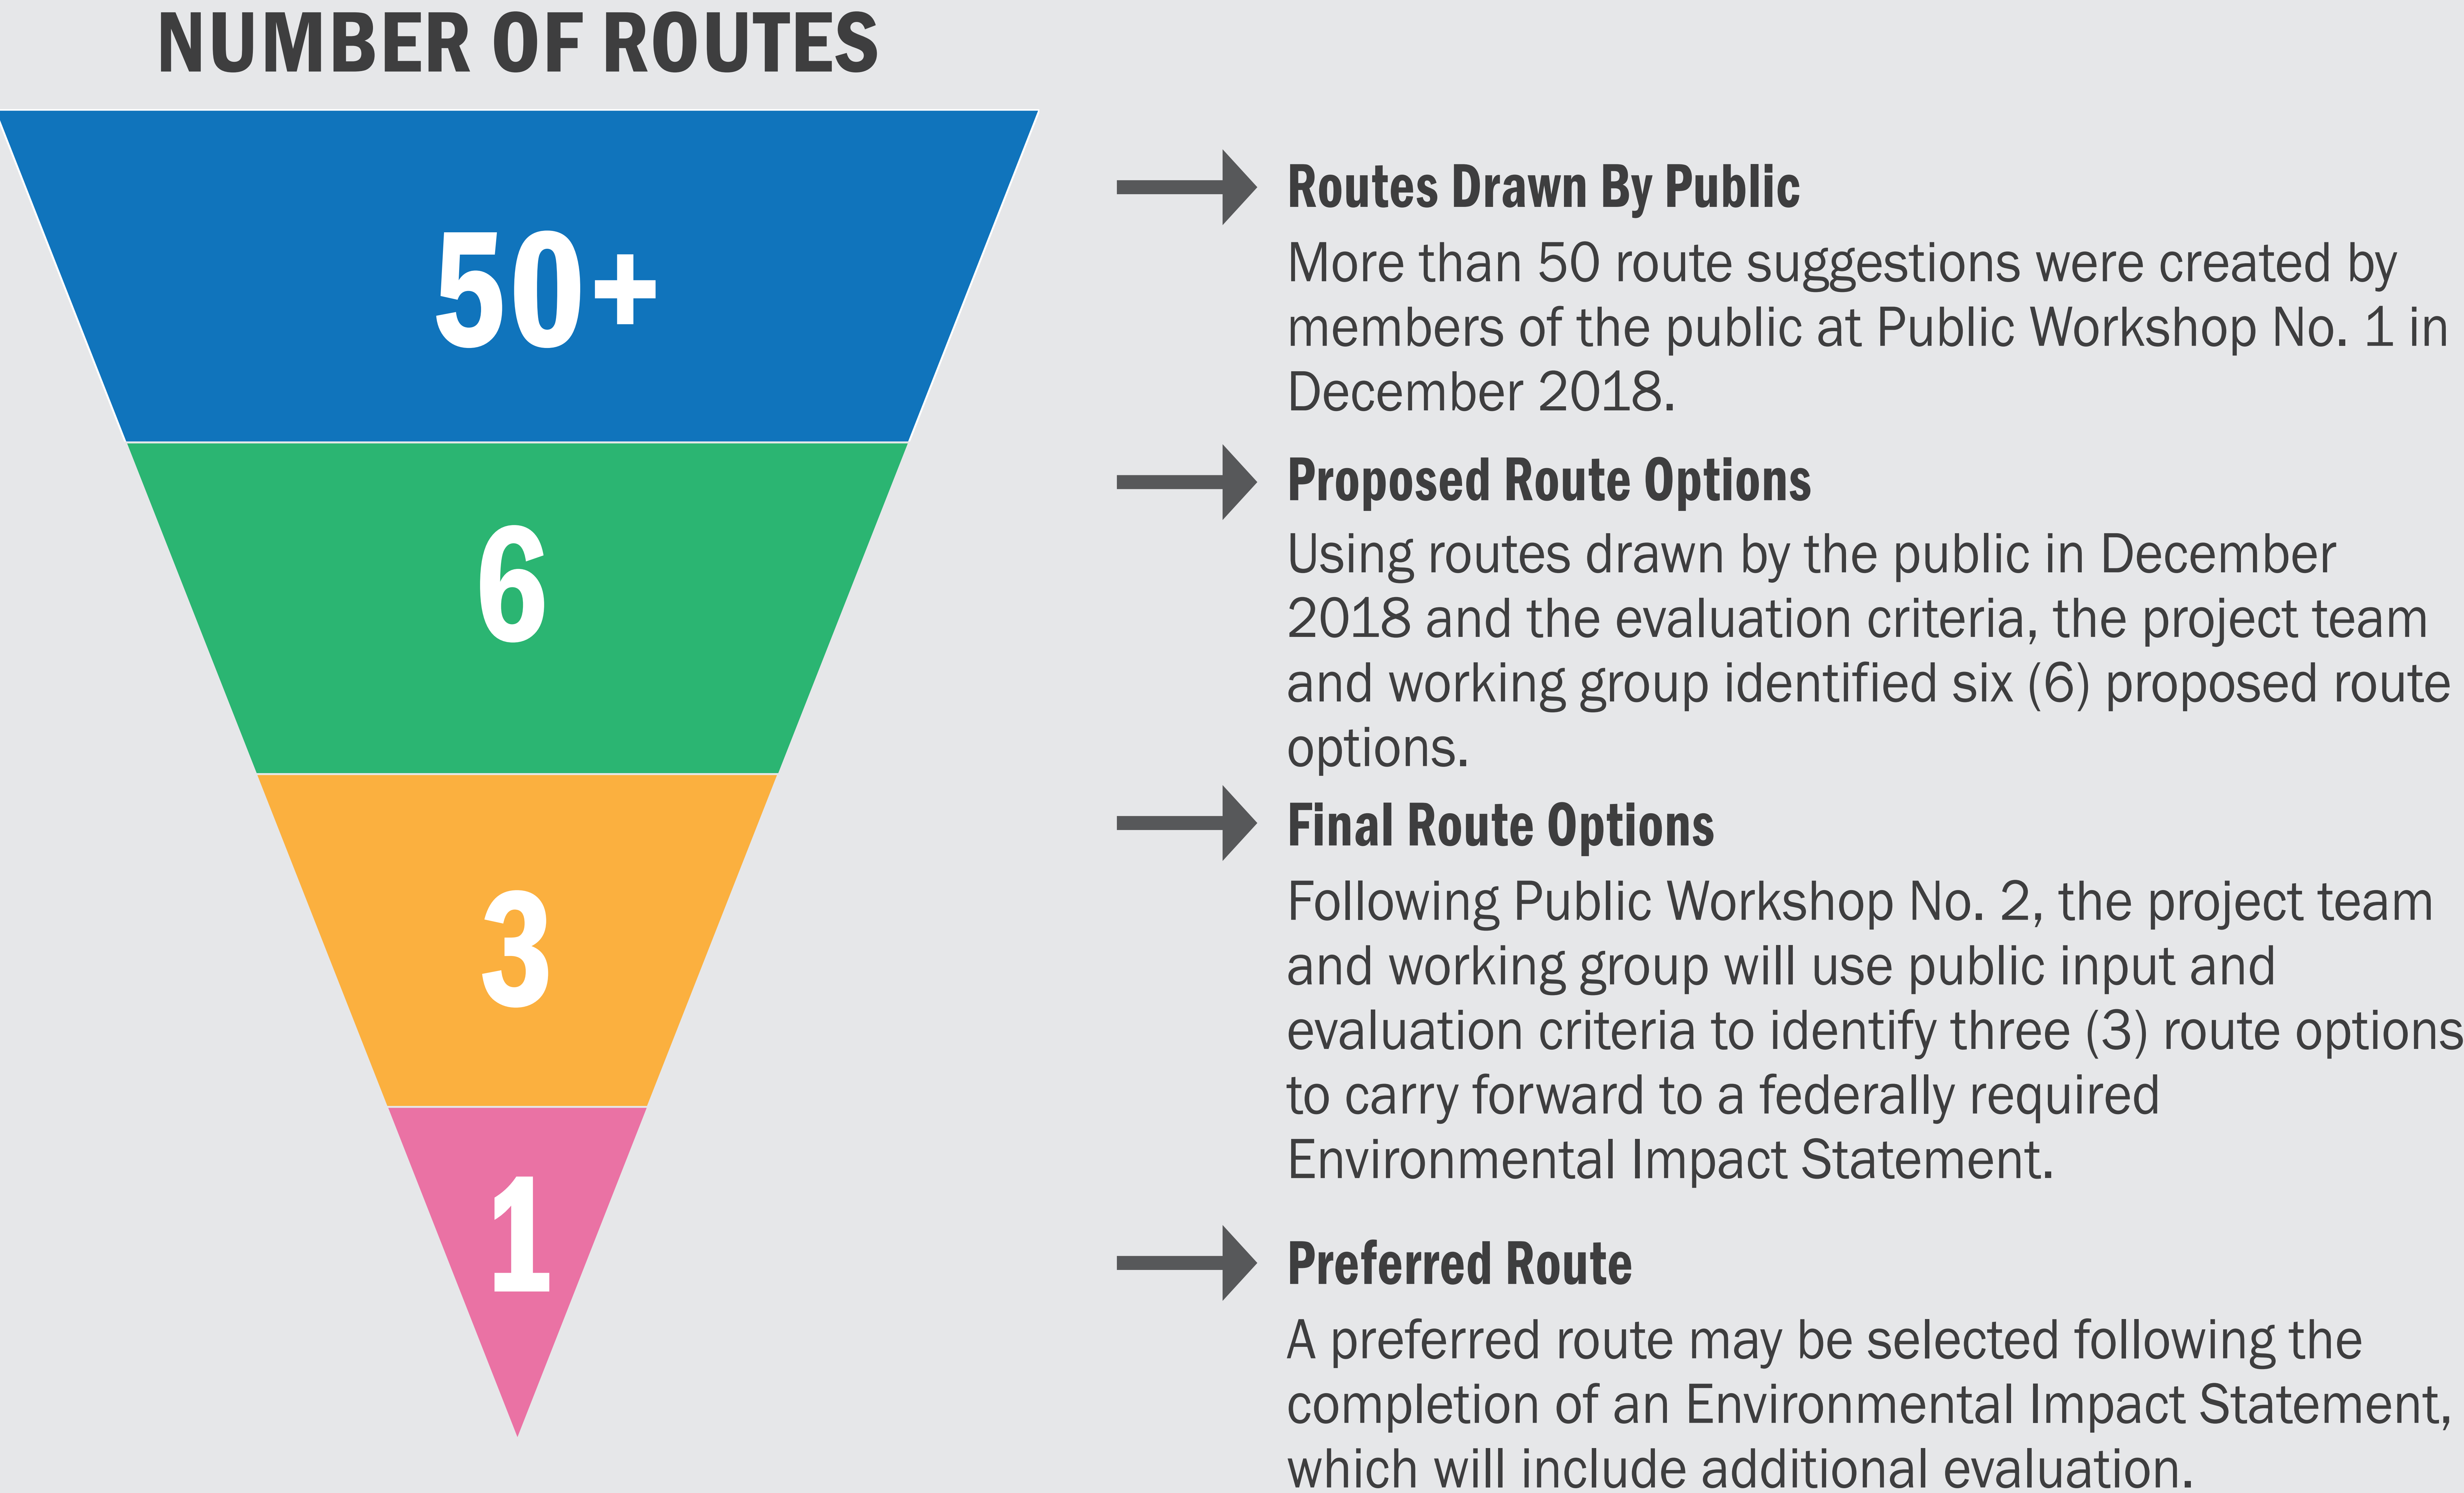 NUMBER OF ROUTES
50+
Routes Drawn By Public
More than 50 route suggestions were created by
members of the public at Public Workshop No. 1 in
December 2018.
6
Proposed Route Options
Using routes drawn by the public in December
2018 and the evaluation criteria, the project team
and working group identified six (6) proposed route
options.
3
Final Route Options
Following Public Workshop No. 2, the project team
and working group will use public input and
evaluation criteria to identify three (3) route options
to carry forward to a federally required
Environmental Impact Statement.
1
Preferred Route
A preferred route may be selected following the
completion of an Environmental Impact Statement,
which will include additional evaluation.